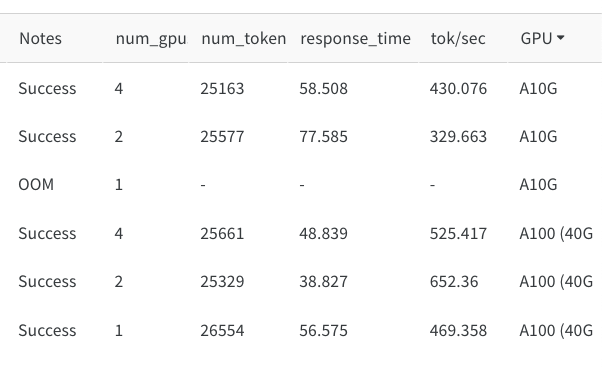 Notes num_gpu num_token response_time tok/sec GPU
Success 4 25163 58.508 430.076 A10G
Success 2 25577 77.585 329.663 A10G
OOM 1 - - - A10G
Success 4 25661 48.839 525.417 A100 (40G
Success 2 25329 38.827 652.36 A100 (40G
Success 1 26554 56.575 469.358 A100 (40G